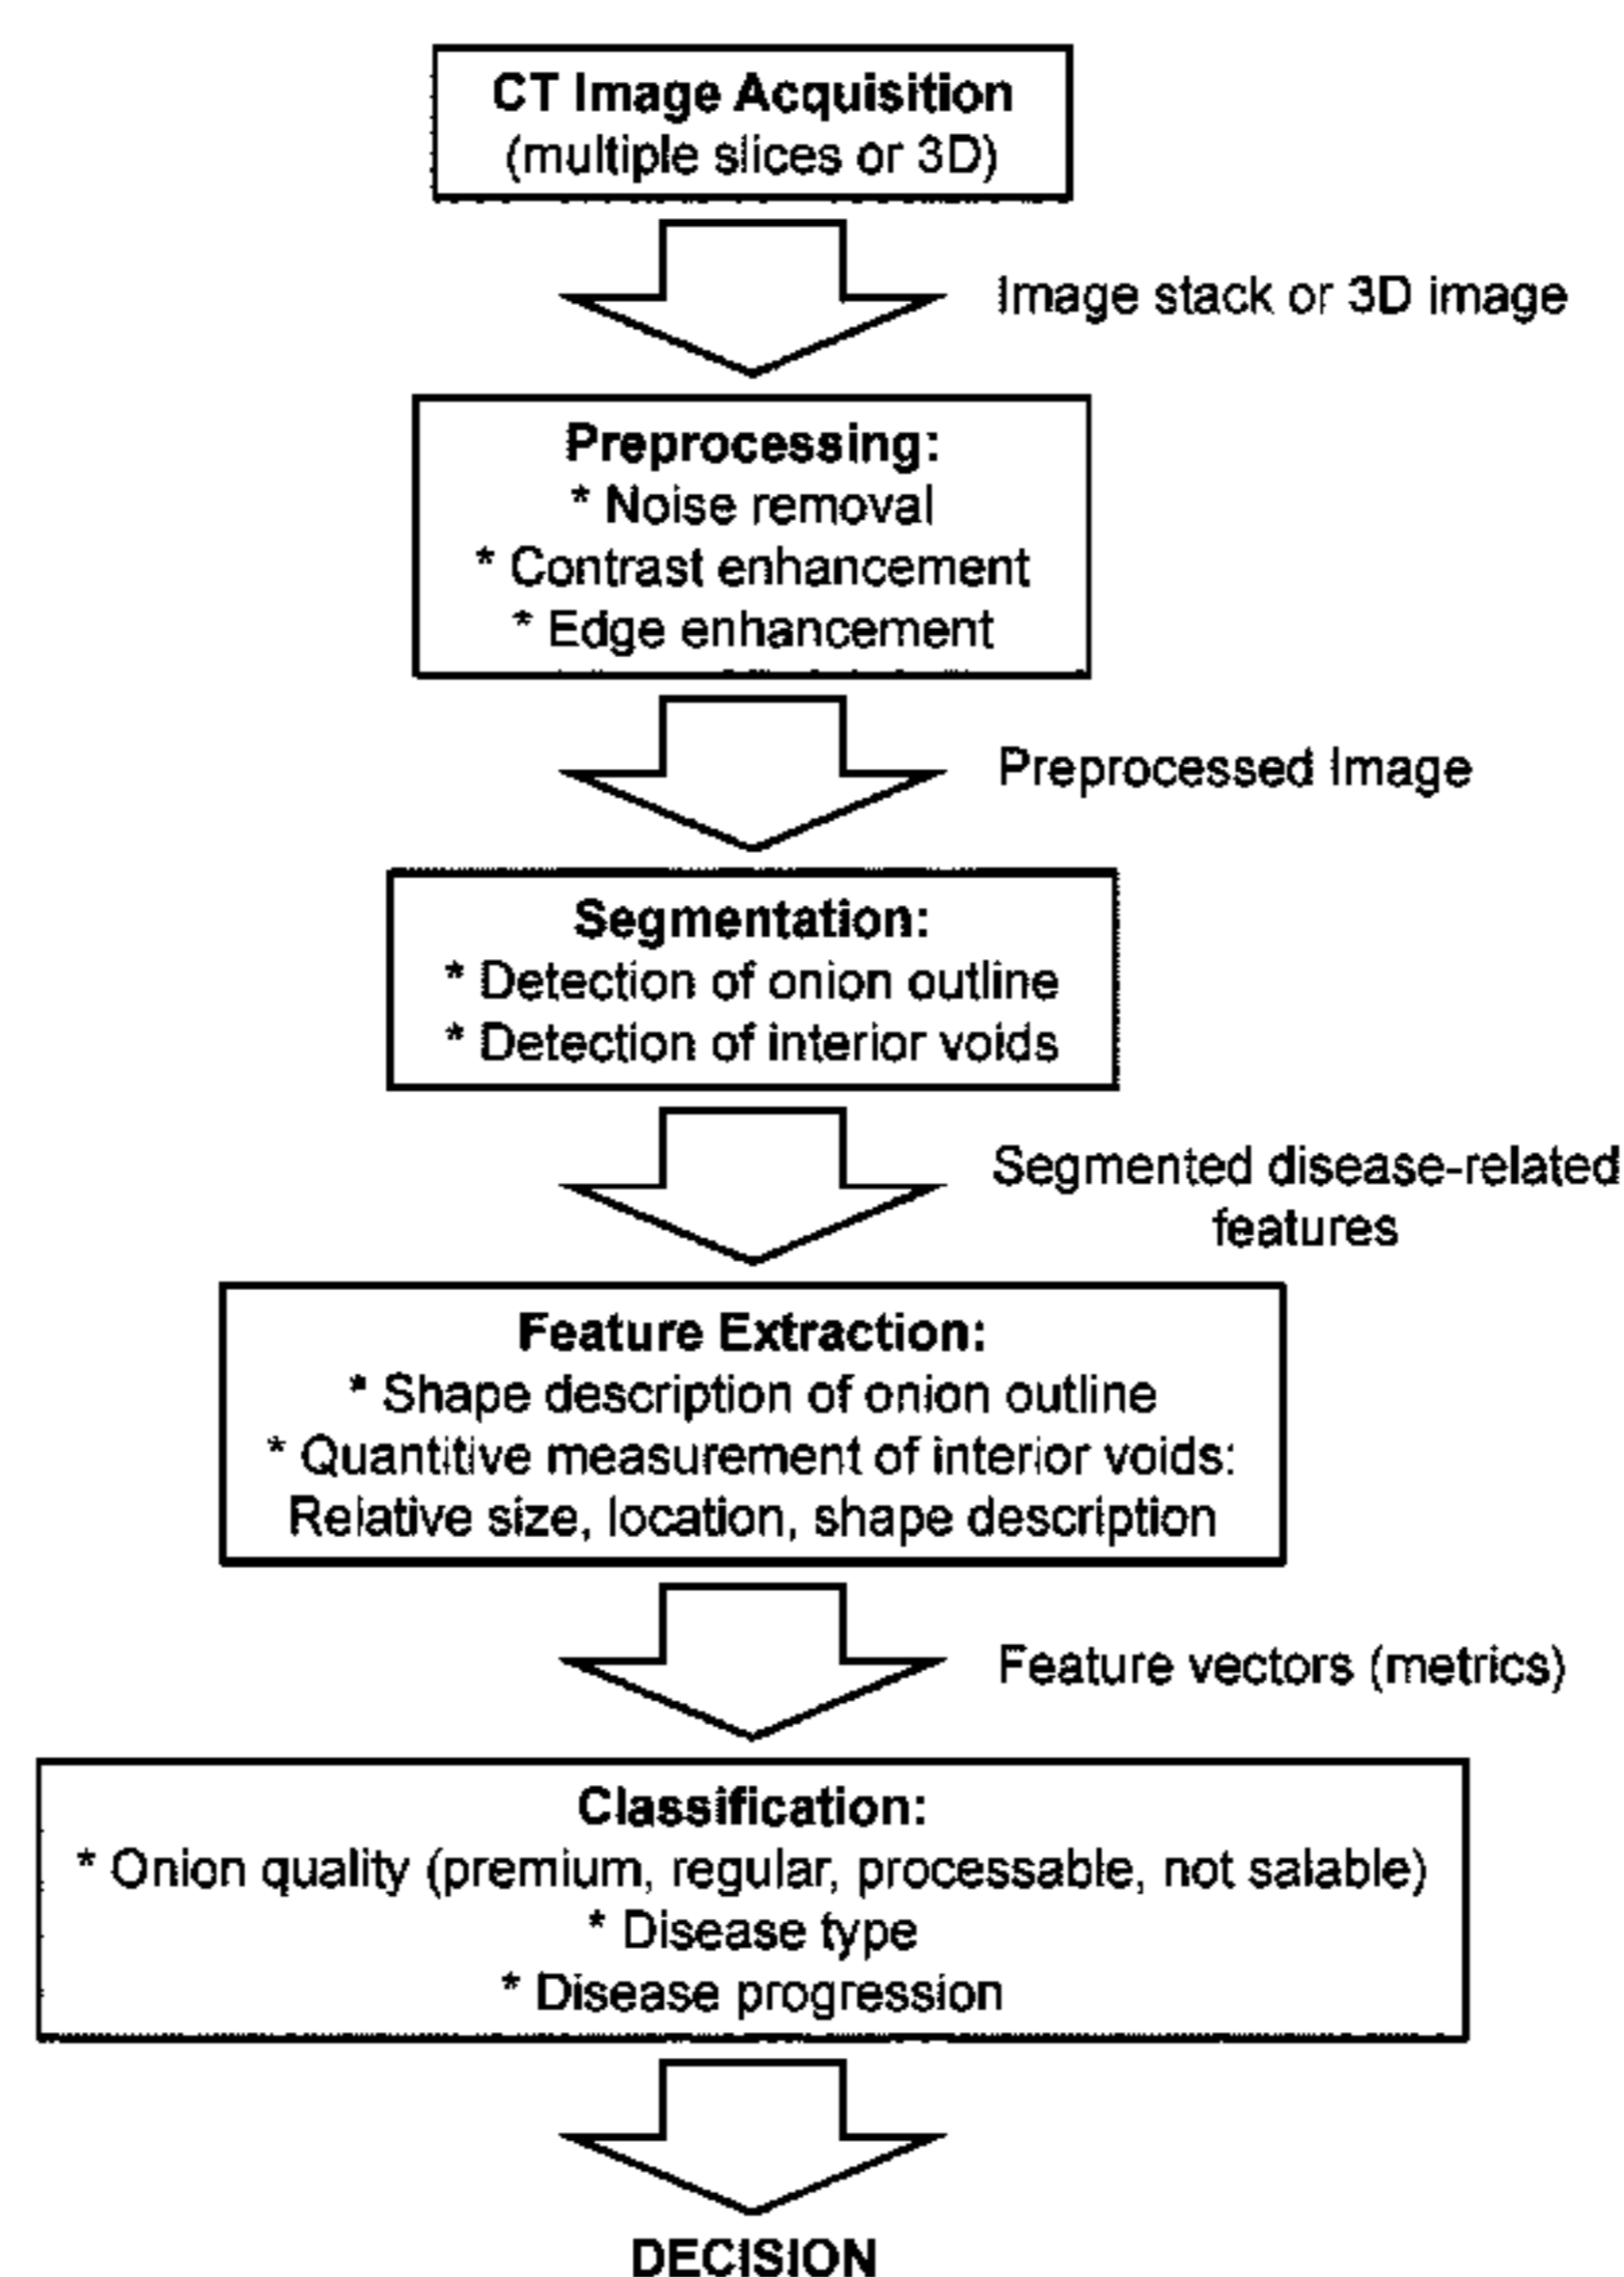 CT Image Acquisition
(multiple slices or 3D)
Image stack or 3D image
Preprocessing:
* Noise removal
* Contrast enhancement
* Edge enhancement
Preprocessed Image
Segmentation:
* Detection of onion outline
* Detection of interior voids
Segmented disease-related
features
Feature Extraction:
* Shape description of onion outline
* Quantitive measurement of interior voids:
Relative size, location, shape description
Feature vectors (metrics)
Classification:
* Onion quality (premium, regular, processable, not salable)
* Disease type
* Disease progression
DECISION